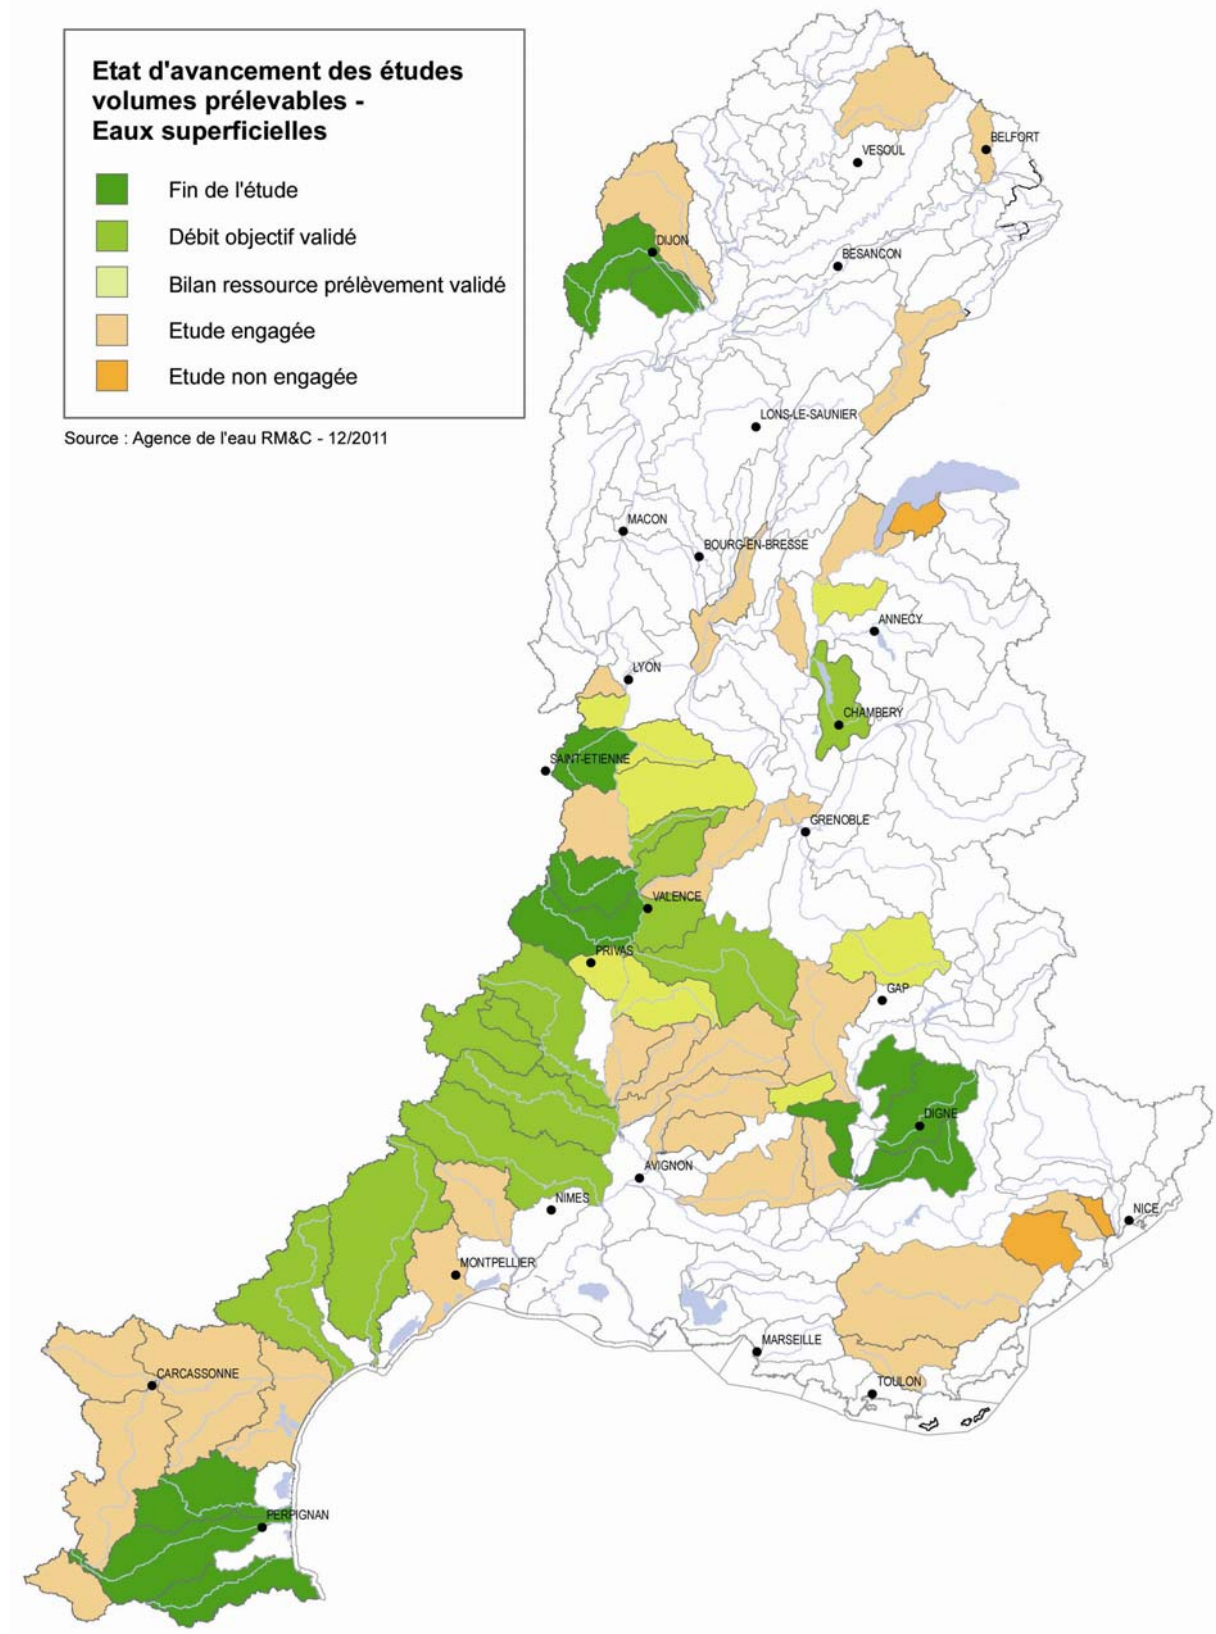 Etat d'avancement des études
volumes prélevables -
Eaux superficielles
Fin de l'étude
Débit objectif validé
Bilan ressource prélèvement validé
Etude engagée
Etude non engagée
Source : Agence de l'eau RM&C - 12/2011
BELFORT
VESOUL
DIJON
BESANCON
LONS-LE-SAUNIER
MACON
BOURG-EN-BRESSE
ANNECY
LYON
CHAMBERY
SAINT-ETIENNE
GRENOBLE
VALENCE
PRIVAS
GAP
DIGNE
AVIGNON
NIMES
NICE
MONTPELLIER
MARSEILLE
CARCASSONNE
TOULON
PERPIGNAN